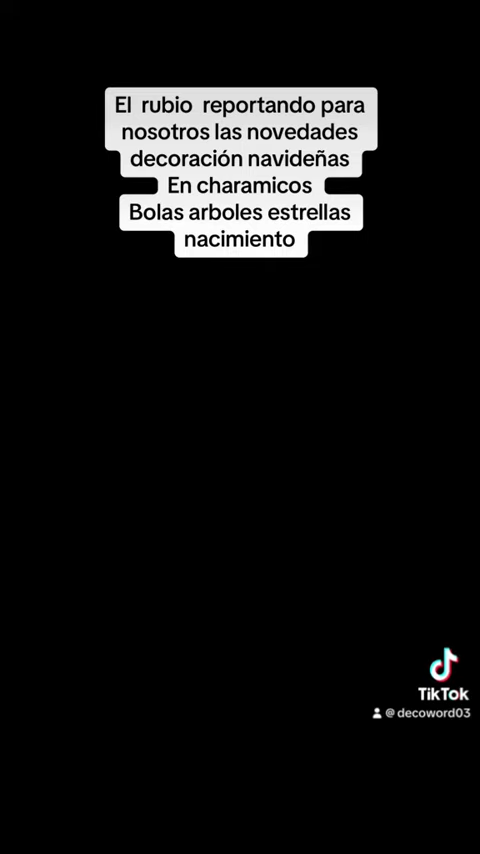 El rubio reportando para
nosotros las novedades
decoración navideñas
En charamicos
Bolas arboles estrellas
nacimiento
TikTok
@decoword03